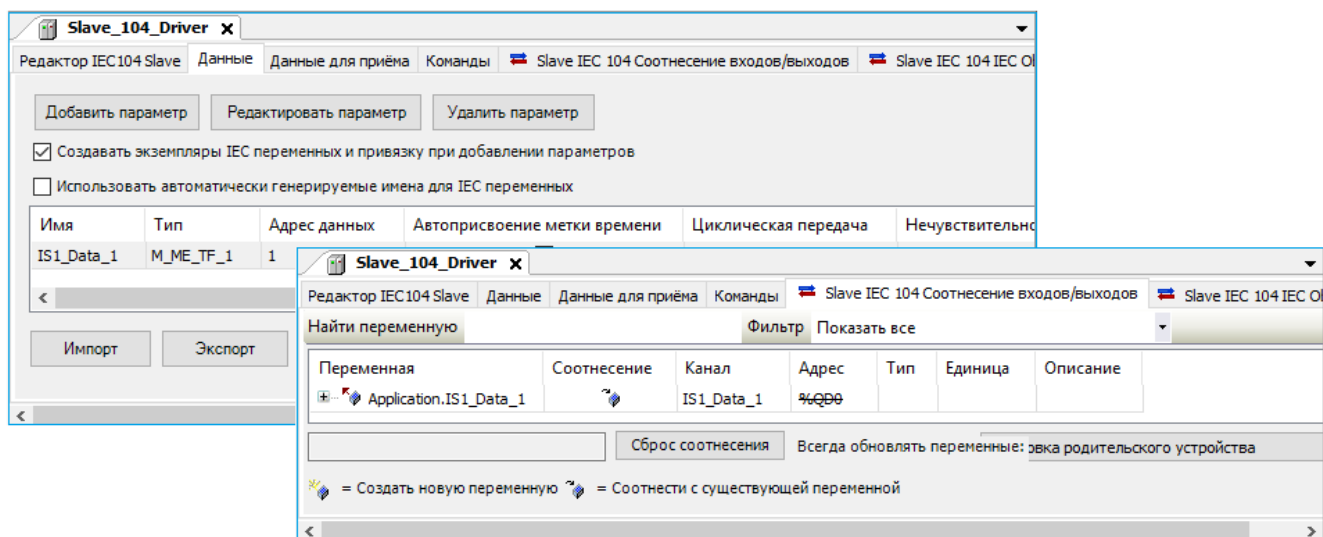 Slave_104_Driver X
Редактор IEC104 Slave Данные Данные для приёма Команды Slave IEC 104 Соотнесение входов/выходов Slave IEC 104 IEC
Добавить параметр Редактировать параметр Удалить параметр
Создавать экземпляры IEC переменных и привязку при добавлении параметров
Использовать автоматически генерируемые имена для IEC переменных
Имя Тип Адрес данных Автоприсвоение метки времени Циклическая передача Нечувствительно
IS1_Data_1 M_ME_TF_1 1
Импорт Экспорт
Slave_104_Driver X
Редактор IEC104 Slave Данные Данные для приёма Команды Slave IEC 104 Соотнесение входов/выходов Slave IEC 104 IEC
Найти переменную Фильтр Показать все
Переменная Соотнесение Канал Адрес Тип Единица Описание
Application.IS1_Data_1 IS1_Data_1 %QD0
Сброс соотнесения Всегда обновлять переменные: овка родительского устройства
= Создать новую переменную = Соотнести с существующей переменной